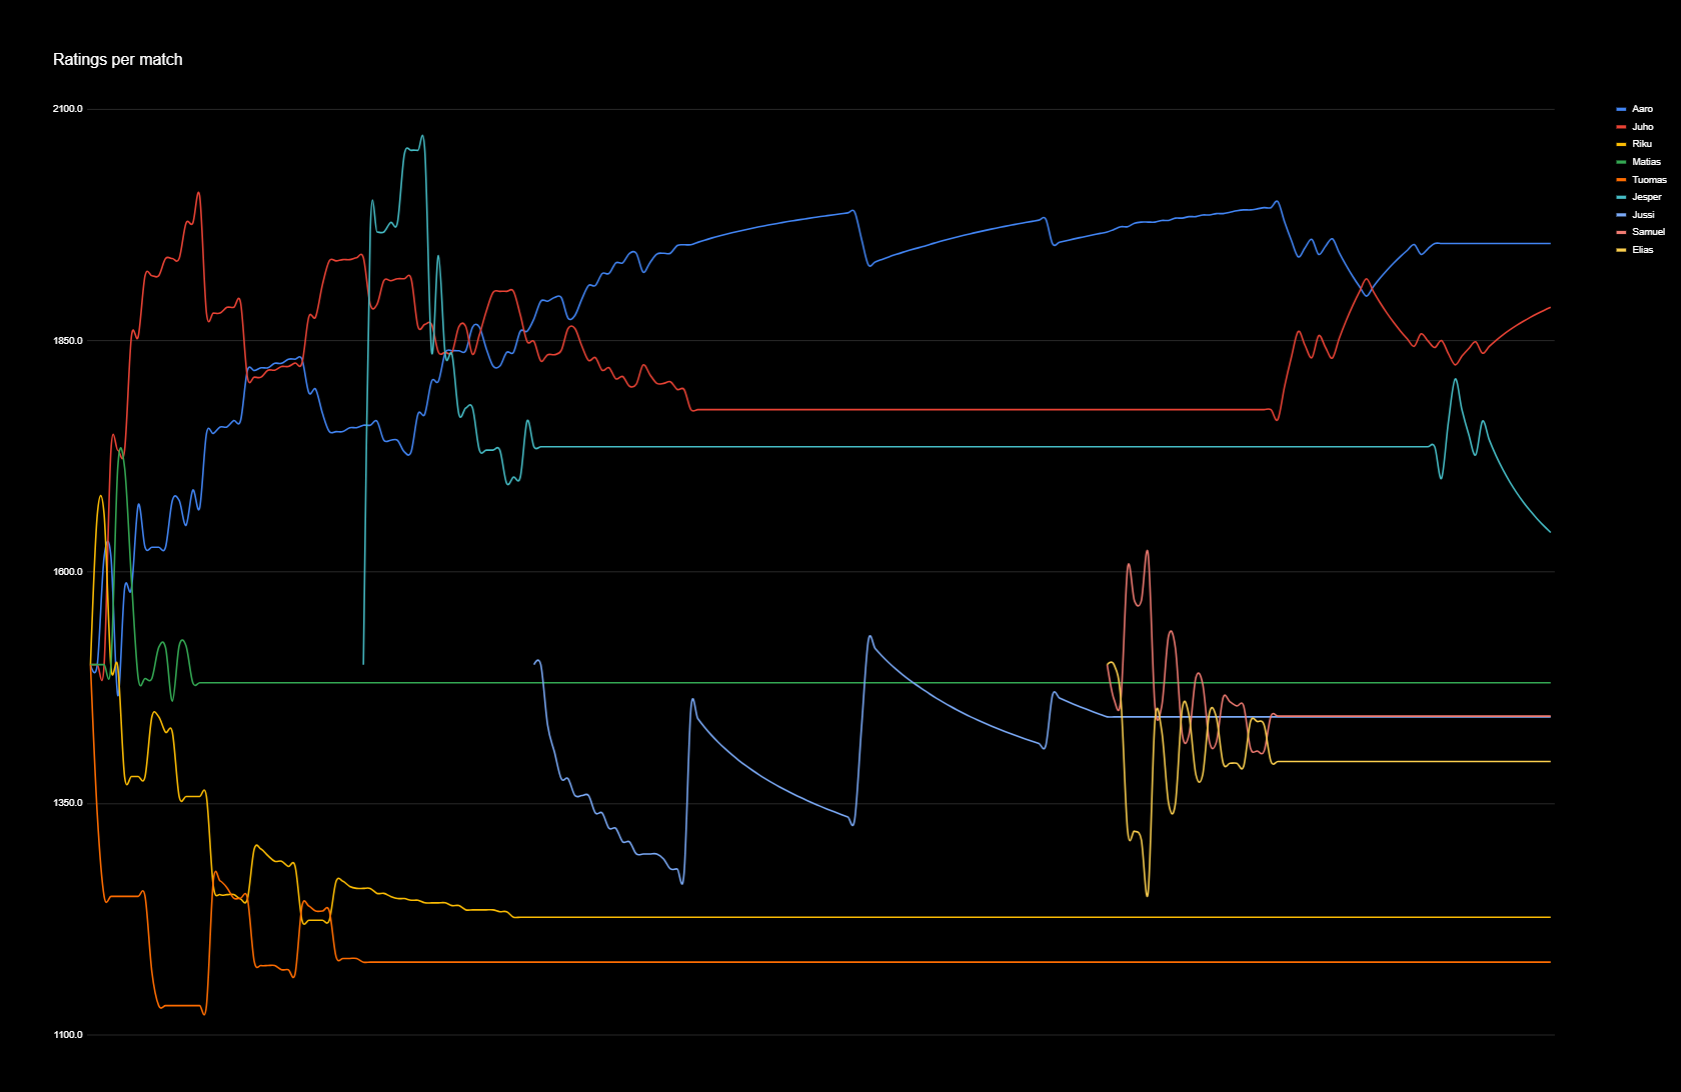 Ratings per match
2100.0
1850.0
1600.0
1350.0
1100.0
Aaro
Juho
Riku
Matias
Tuomas
Jesper
Jussi
Samuel
Elias